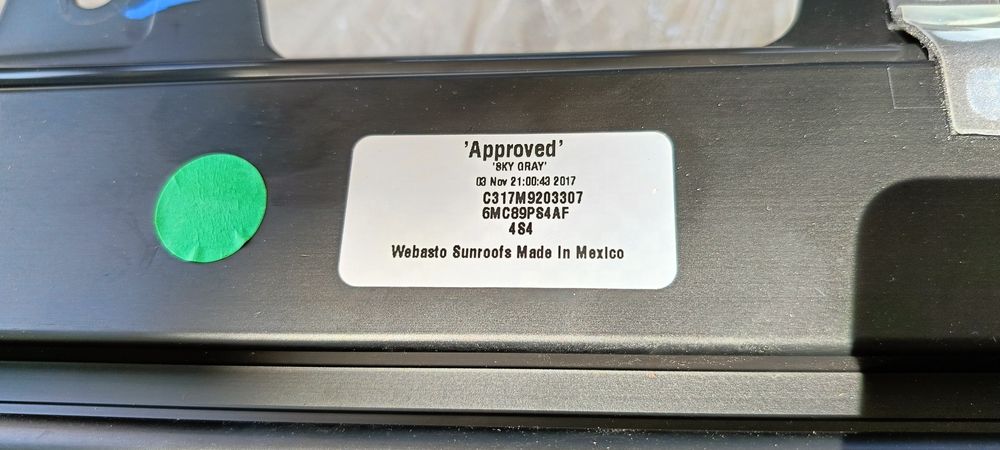 'Approved'
'SKY GRAY'
03 Nov 21:00:43 2017
C317M9203307
6MC89PS4AF
4S4
Webasto Sunroofs Made In Mexico